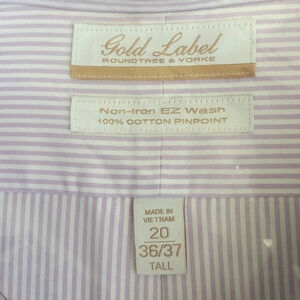 Gold Label
ROUNDTREE & YORKE
Non-Iron EZ Wash
100% COTTON PINPOINT
MADE IN
VIETNAM
20
36/37
TALL